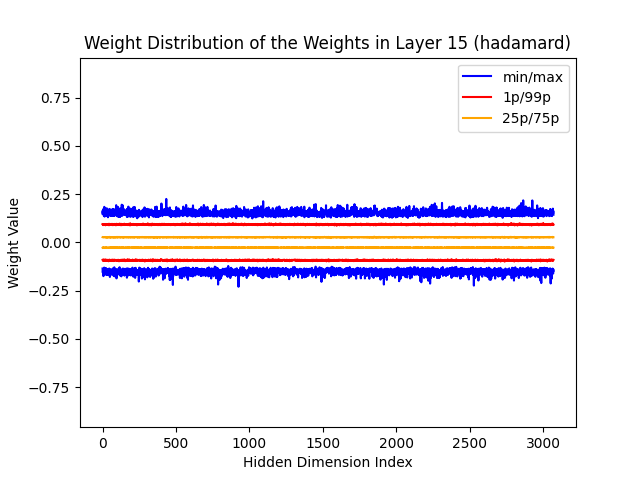 Weight Distribution of the Weights in Layer 15 (hadamard)
min/max
1p/99p
25p/75p
0.75
0.50
0.25
0.00
−0.25
−0.50
−0.75
Weight Value
0 500 1000 1500 2000 2500 3000
Hidden Dimension Index